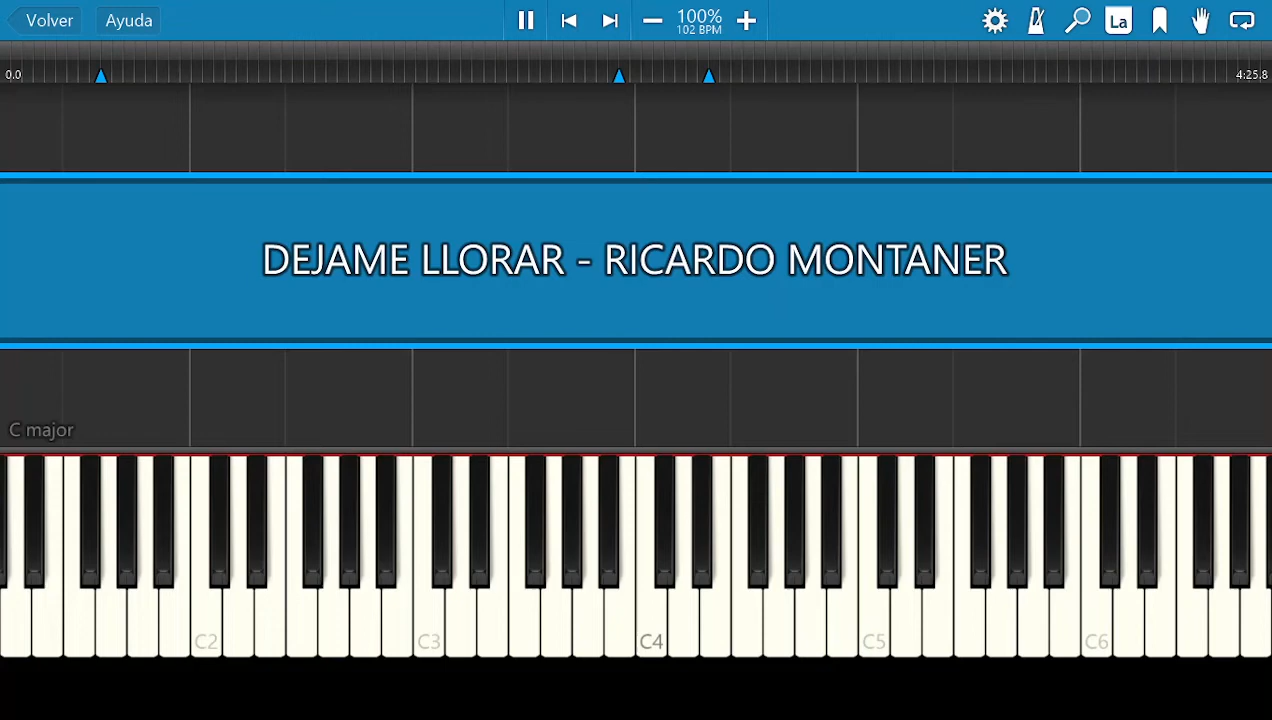 Volver
Ayuda
100%
102 BPM
La
0.0
4:25.8
DEJAME LLORAR - RICARDO MONTANER
C major
C2
C3
C4
C5
C6